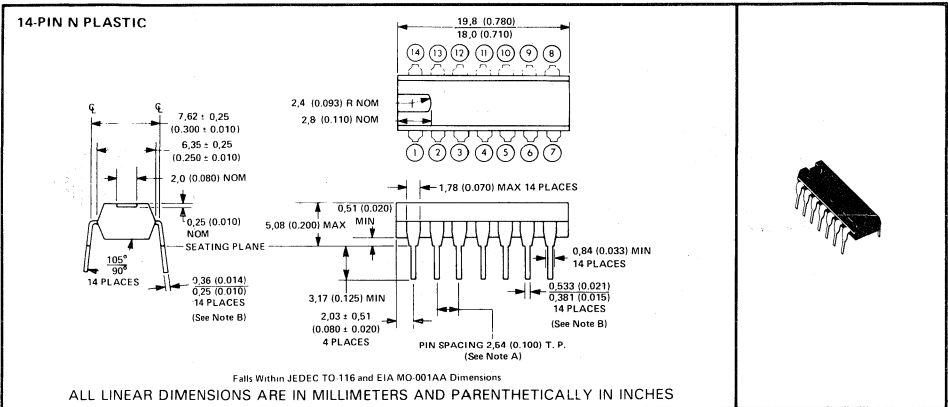 14-PIN N PLASTIC
19,8 (0.780)
18,0 (0.710)
14 13 12 11 10 9 8
2,4 (0.093) R NOM
2.8 (0.110) NOM
1 2 3 4 5 6 7
℄ ℄
7,62 ± 0,25
(0.300 ± 0.010)
6,35 ± 0,25
(0.250 ± 0.010)
2,0 (0.080) NOM
0,25 (0.010)
NOM
SEATING PLANE
105°
90°
14 PLACES
0,36 (0.014)
0,25 (0.010)
14 PLACES
(See Note B)
1,78 (0.070) MAX 14 PLACES
0,51 (0.020)
MIN
5,08 (0.200) MAX
0,84 (0.033) MIN
14 PLACES
3,17 (0.125) MIN
2,03 ± 0,51
(0.080 ± 0.020)
4 PLACES
0,533 (0.021)
0,381 (0.015)
14 PLACES
(See Note B)
PIN SPACING 2,54 (0.100) T. P.
(See Note A)
Falls Within JEDEC TO-116 and EIA MO-001AA Dimensions
ALL LINEAR DIMENSIONS ARE IN MILLIMETERS AND PARENTHETICALLY IN INCHES